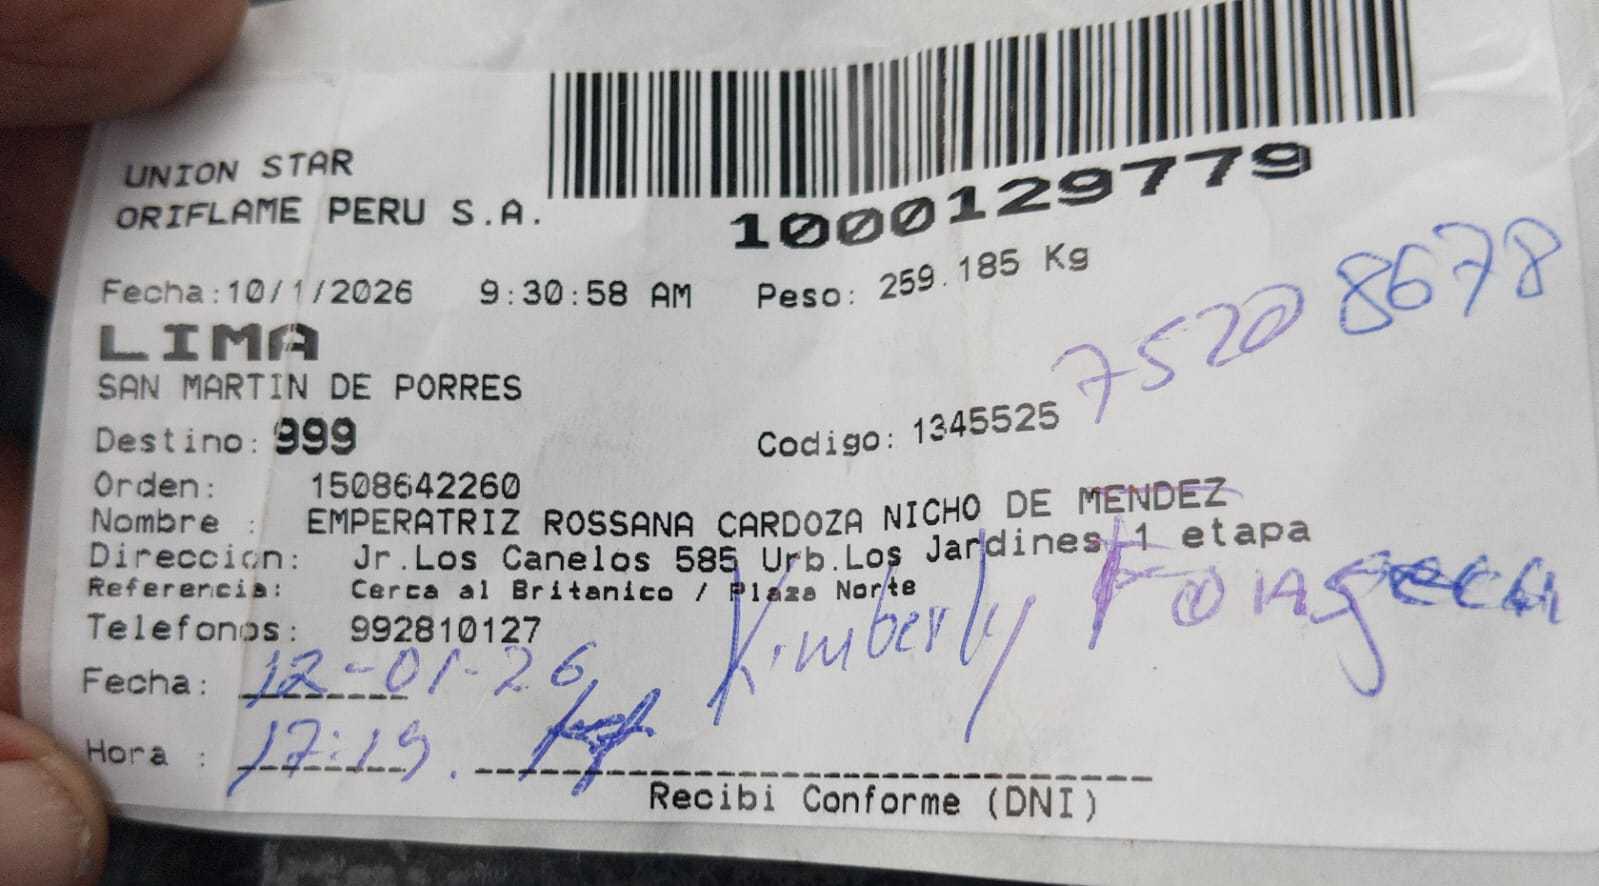 UNION STAR
ORIFLAME PERU S.A.
1000129779
Fecha:10/1/2026 9:30:58 AM Peso: 259.185 Kg
LIMA
SAN MARTIN DE PORRES
75208678
Destino: 999 Codigo: 1345525
Orden: 1508642260
Nombre : EMPERATRIZ ROSSANA CARDOZA NICHO DE MENDEZ
Direccion: Jr.Los Canelos 585 Urb.Los Jardines 1 etapa
Referencia: Cerca al Britanico / Plaza Norte
Telefonos: 992810127
Kimberly
Fecha: 12-01-26
Hora : 17:19.
Recibi Conforme (DNI)